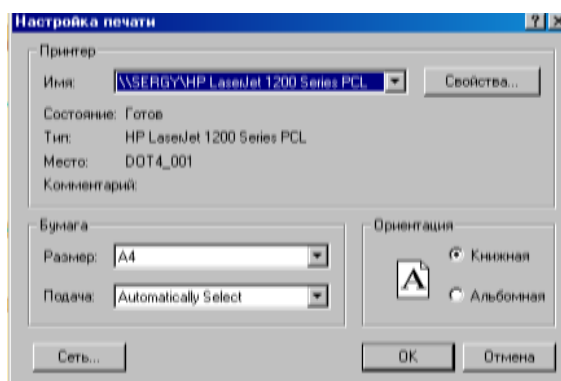 Настройка печати
Принтер
Имя: \\SERGY\HP LaserJet 1200 Series PCL Свойства...
Состояние: Готов
Тип: HP LaserJet 1200 Series PCL
Место: DOT4_001
Комментарий:
Бумага
Размер: A4
Подача: Automatically Select
Ориентация
A
Книжная
Альбомная
Сеть... OK Отмена